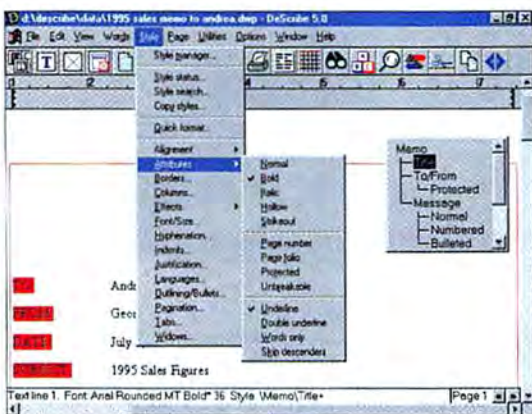 d:\describe\data\1995 sales memo to andrea.dwp - DeScribe 5.0
File Edit View Words Style Page Utilities Options Window Help
Style manager...
Style status...
Style search...
Copy styles...
Quick format...
Alignment
Attributes
Borders...
Columns...
Effects
Font/Size...
Hyphenation...
Indents...
Justification...
Languages...
Outlining/Bullets...
Pagination...
Tabs...
Widows...
Normal
Bold
Italic
Hollow
Strikeout
Page number
Page folio
Protected
Unbreakable
Underline
Double underline
Words only
Skip descenders
Memo
Title
To/From
Protected
Message
Normal
Numbered
Bulleted
TO: And
FROM: Geor
DATE: July
SUBJECT: 1995 Sales Figures
Text line 1. Font Arial Rounded MT Bold* 36 Style \Memo\Title+ Page 1